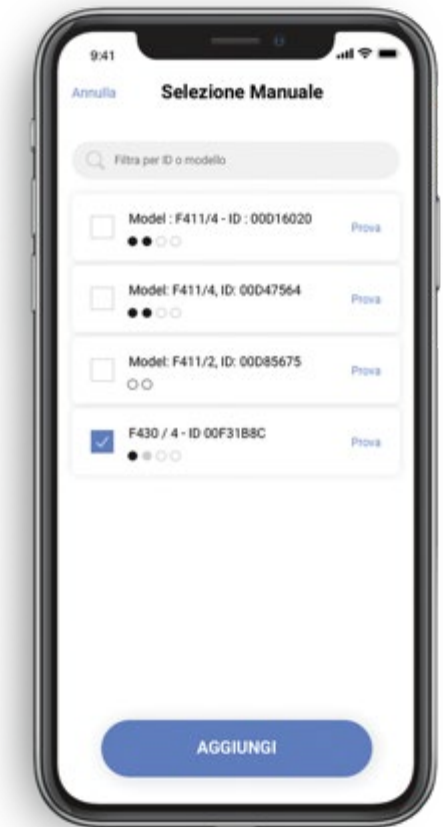 9:41
Annulla Selezione Manuale
Filtra per ID o modello
Model : F411/4 - ID : 00D16020
Prova
Model: F411/4, ID: 00D47564
Prova
Model: F411/2, ID: 00D85675
Prova
F430 / 4 - ID 00F31B8C
Prova
AGGIUNGI